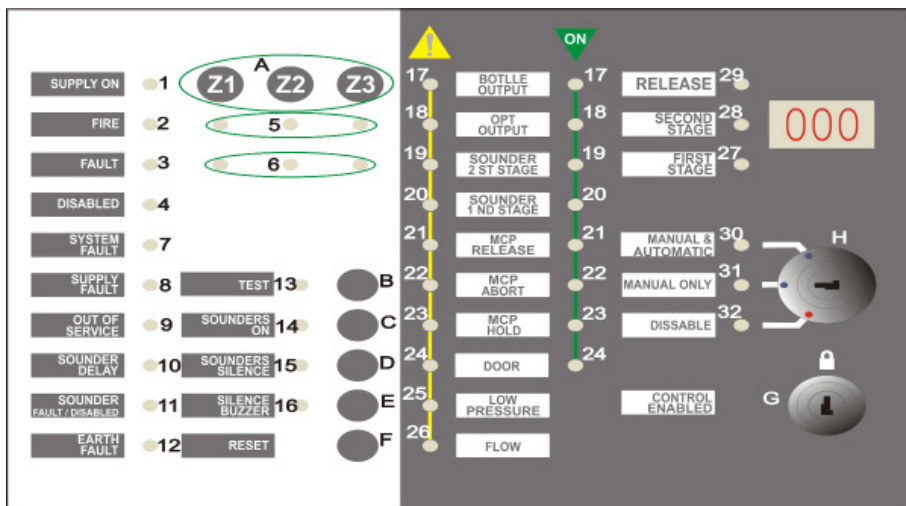 ON
A
Z1 Z2 Z3
SUPPLY ON 1
FIRE 2 5
FAULT 3 6
DISABLED 4
SYSTEM
FAULT 7
SUPPLY
FAULT 8
TEST 13 B
OUT OF
SERVICE 9
SOUNDERS
ON 14 C
SOUNDER
DELAY 10
SOUNDERS
SILENCE 15 D
SOUNDER
FAULT / DISABLED 11
SILENCE
BUZZER 16 E
EARTH
FAULT 12
RESET F
17 BOTLLE
OUTPUT 17
18 OPT
OUTPUT 18
19 SOUNDER
2 ST STAGE 19
20 SOUNDER
1 ND STAGE 20
21 MCP
RELEASE 21
22 MCP
ABORT 22
23 MCP
HOLD 23
24 DOOR 24
25 LOW
PRESSURE
26 FLOW
RELEASE 29
SECOND
STAGE 28
FIRST
STAGE 27
000
MANUAL &
AUTOMATIC 30
H
MANUAL ONLY 31
DISSABLE 32
CONTROL
ENABLED
G